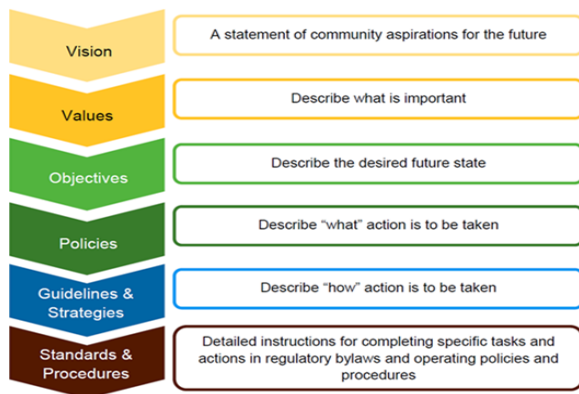 Vision
A statement of community aspirations for the future
Values
Describe what is important
Objectives
Describe the desired future state
Policies
Describe “what” action is to be taken
Guidelines &
Strategies
Describe “how” action is to be taken
Standards &
Procedures
Detailed instructions for completing specific tasks and
actions in regulatory bylaws and operating policies and
procedures